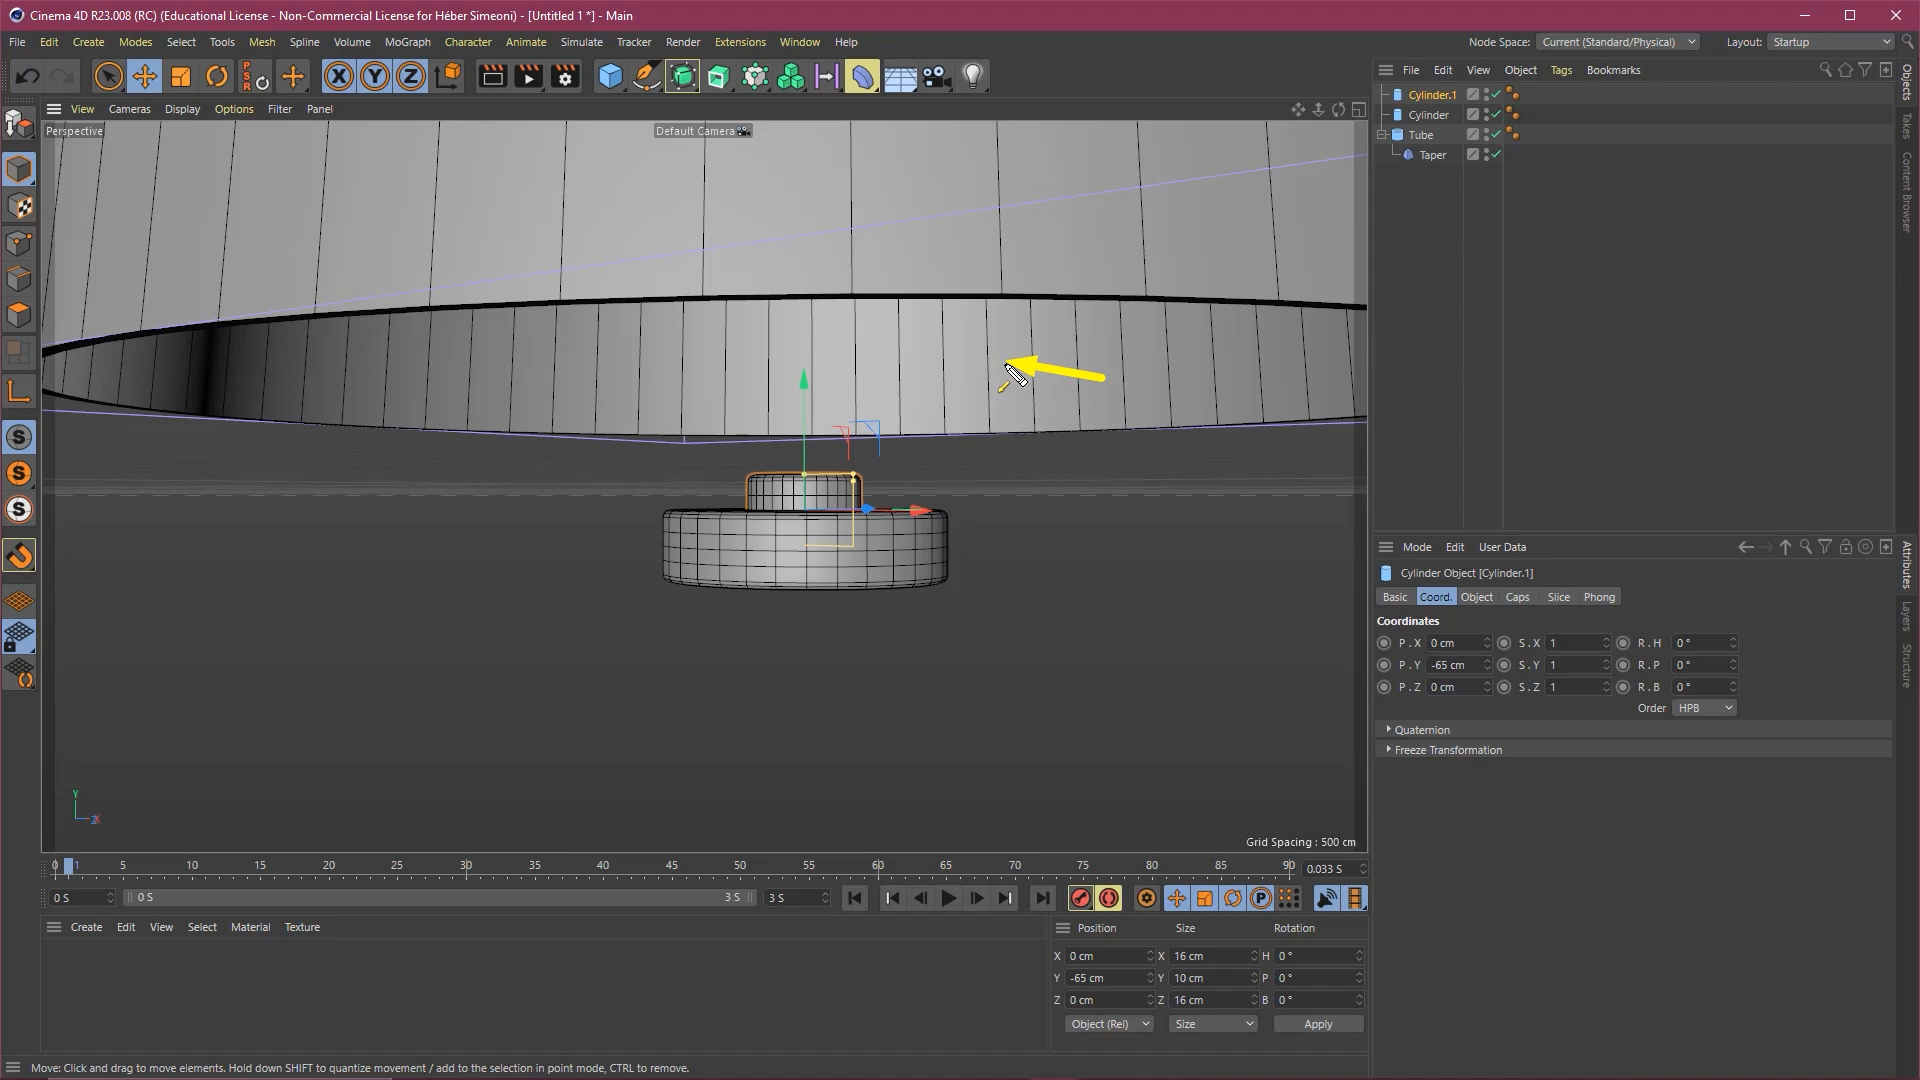 Cinema 4D R23.008 (RC) (Educational License - Non-Commercial License for Héber Simeoni) - [Untitled 1 *] - Main
File Edit Create Modes Select Tools Mesh Spline Volume MoGraph Character Animate Simulate Tracker Render Extensions Window Help Node Space: Current (Standard/Physical) Layout: Startup
P S R X Y Z
File Edit View Object Tags Bookmarks
View Cameras Display Options Filter Panel
Perspective
Default Camera
Cylinder.1
Cylinder
Tube
Taper
Objects
Takes
Content Browser
S
S
S
Mode Edit User Data
Cylinder Object [Cylinder.1]
Basic Coord. Object Caps Slice Phong
Coordinates
P . X 0 cm S . X 1 R . H 0 °
P . Y -65 cm S . Y 1 R . P 0 °
P . Z 0 cm S . Z 1 R . B 0 °
Order HPB
Quaternion
Freeze Transformation
Attributes
Layers
Structure
Y
Z X
Grid Spacing : 500 cm
0 1 5 10 15 20 25 30 35 40 45 50 55 60 65 70 75 80 85 90 0.033 S
0 S 0 S 3 S 3 S P
Create Edit View Select Material Texture
Position Size Rotation
X 0 cm X 16 cm H 0 °
Y -65 cm Y 10 cm P 0 °
Z 0 cm Z 16 cm B 0 °
Object (Rel) Size Apply
Move: Click and drag to move elements. Hold down SHIFT to quantize movement / add to the selection in point mode, CTRL to remove.